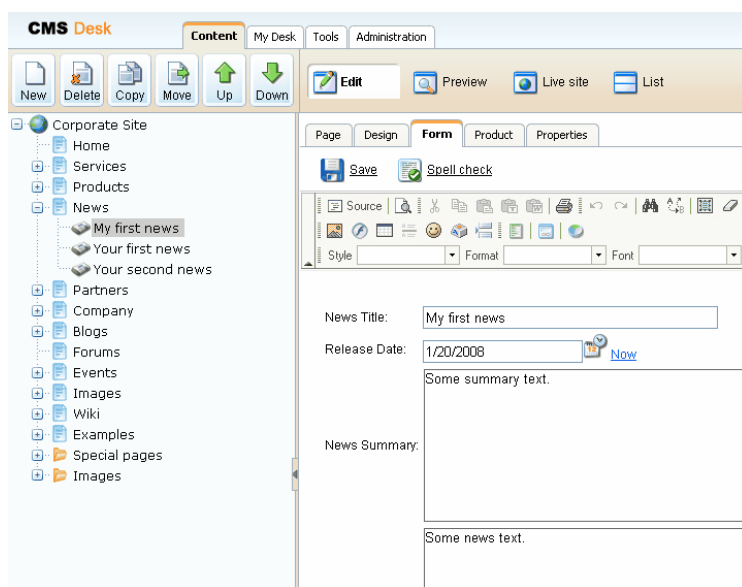 CMS Desk
Content My Desk Tools Administration
New Delete Copy Move Up Down
Edit Preview Live site List
Corporate Site
Home
Services
Products
News
My first news
Your first news
Your second news
Partners
Company
Blogs
Forums
Events
Images
Wiki
Examples
Special pages
Images
Page Design Form Product Properties
Save Spell check
Source
Style Format Font
News Title: My first news
Release Date: 1/20/2008 Now
News Summary: Some summary text.
Some news text.